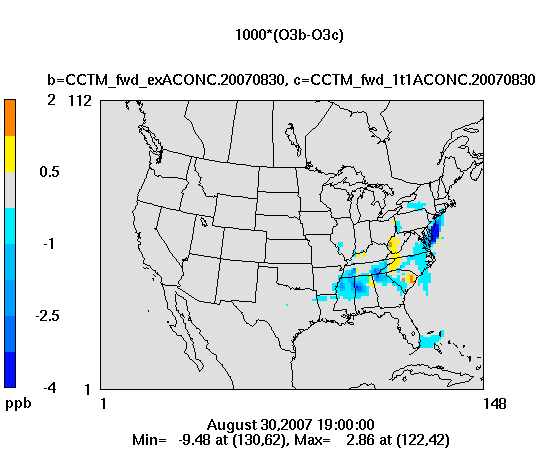 1000*(O3b-O3c)
b=CCTM_fwd_exACONC.20070830, c=CCTM_fwd_1t1ACONC.20070830
2
112
0.5
-1
-2.5
-4
1
ppb
1
148
August 30,2007 19:00:00
Min= -9.48 at (130,62), Max= 2.86 at (122,42)